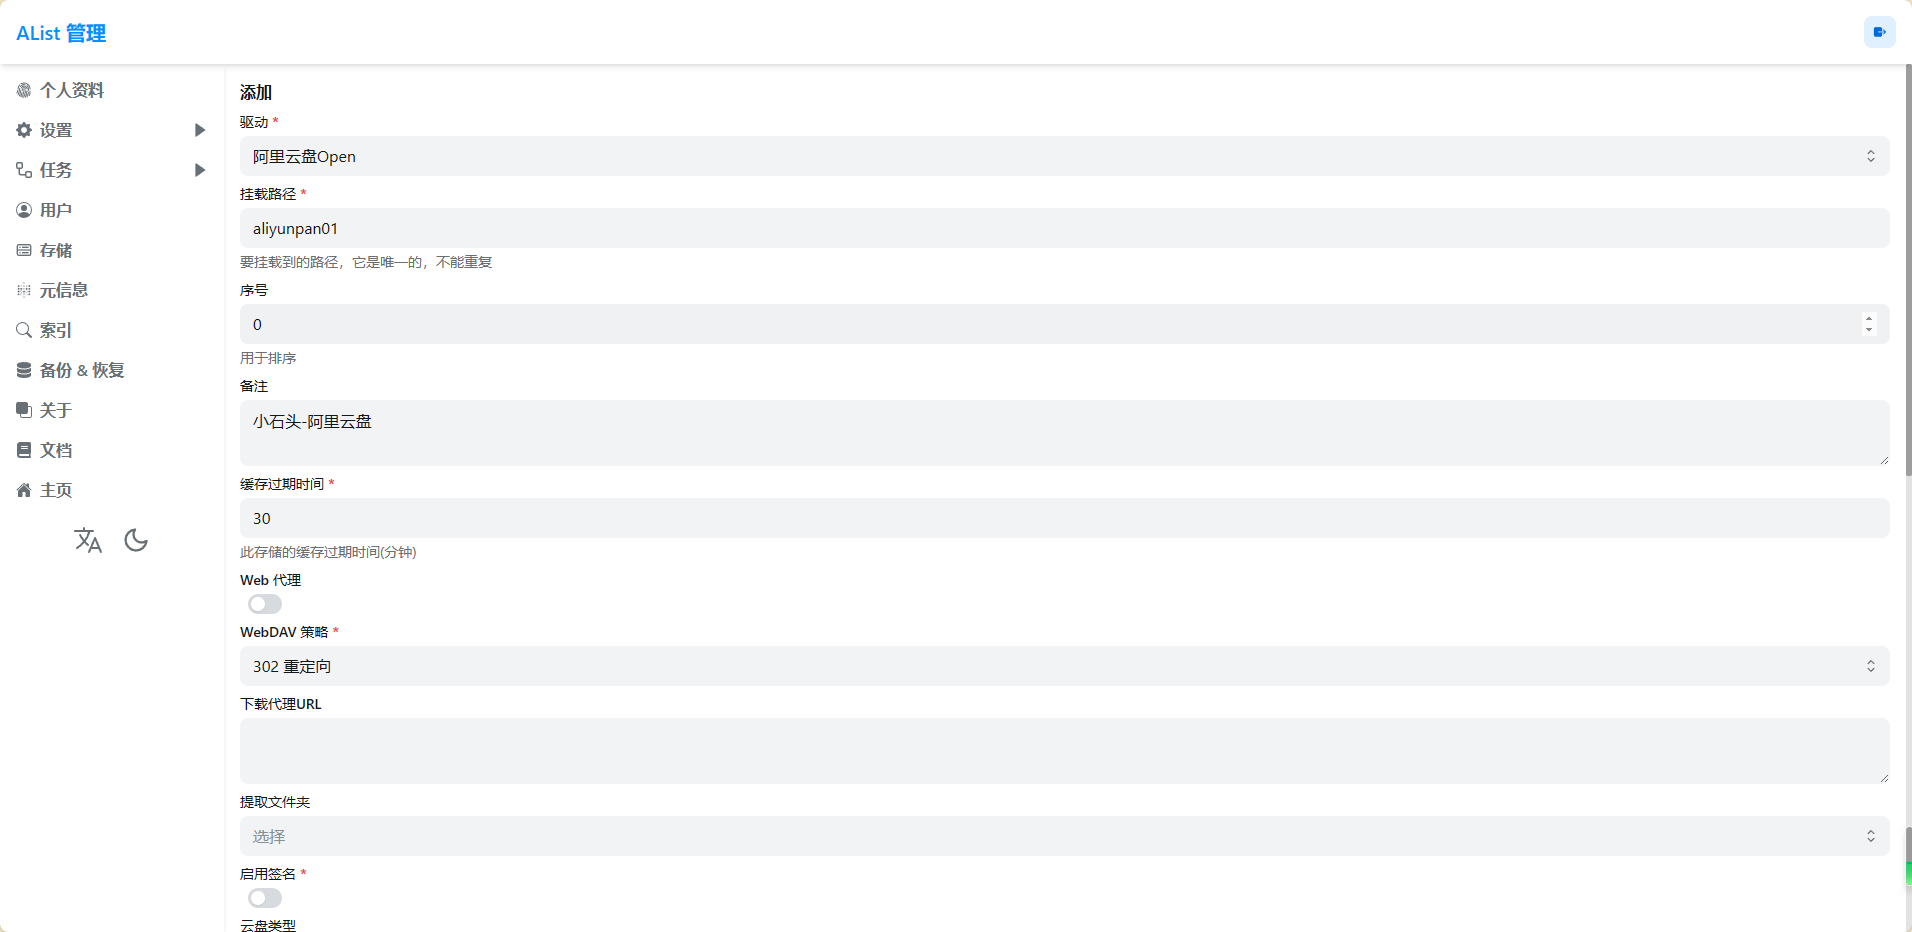 AList 管理
个人资料
设置
任务
用户
存储
元信息
索引
备份 & 恢复
关于
文档
主页
添加
驱动 *
阿里云盘Open
挂载路径 *
aliyunpan01
要挂载到的路径，它是唯一的，不能重复
序号
0
用于排序
备注
小石头-阿里云盘
缓存过期时间 *
30
此存储的缓存过期时间(分钟)
Web 代理
WebDAV 策略 *
302 重定向
下载代理URL
提取文件夹
选择
启用签名 *
云盘类型